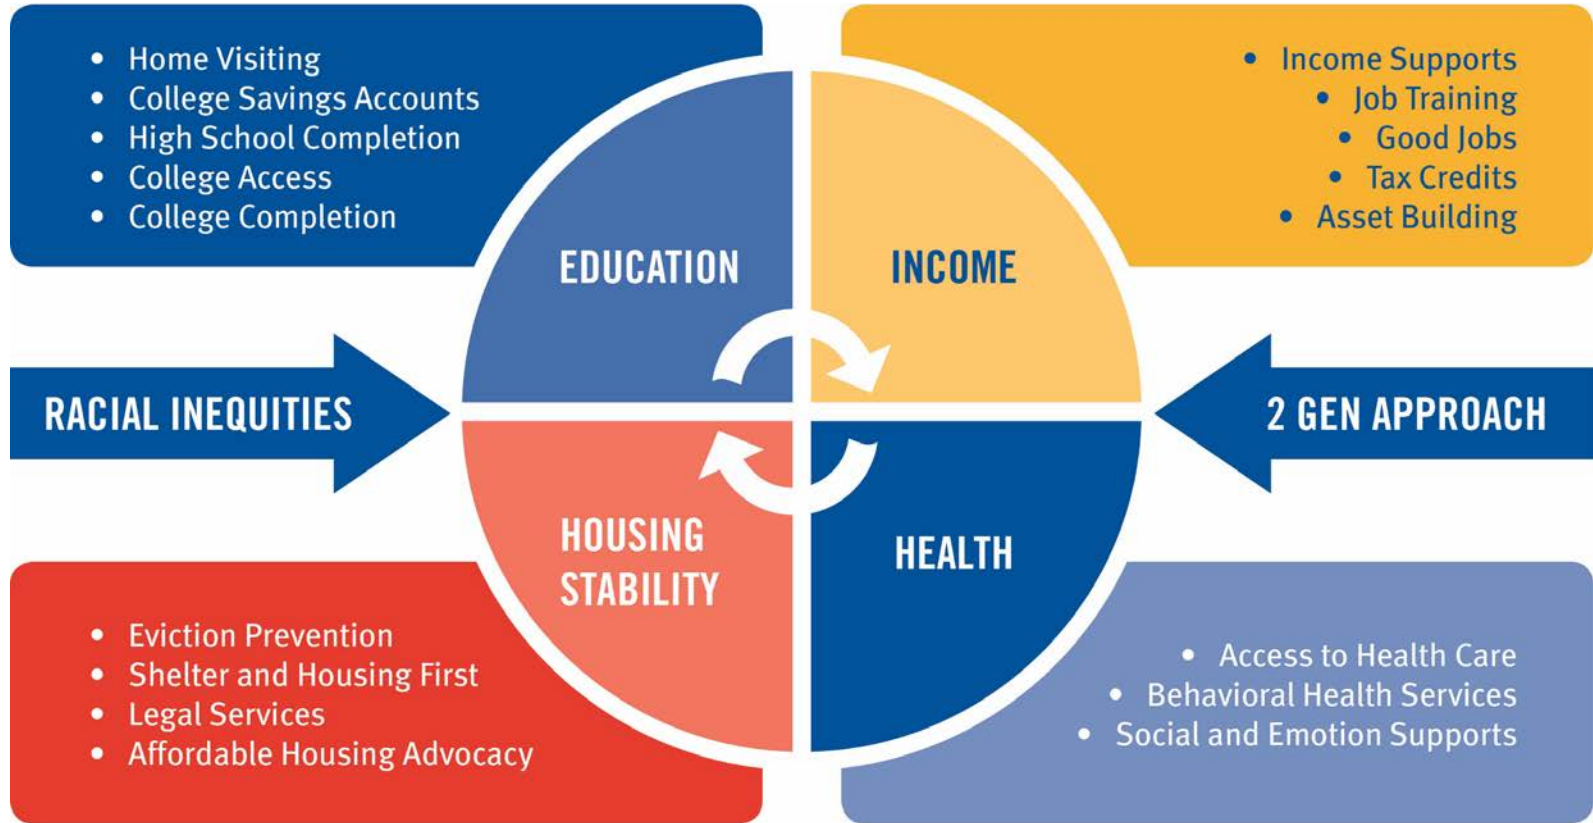 • Home Visiting
• College Savings Accounts
• High School Completion
• College Access
• College Completion
• Income Supports
• Job Training
• Good Jobs
• Tax Credits
• Asset Building
EDUCATION
INCOME
RACIAL INEQUITIES
2 GEN APPROACH
HOUSING
STABILITY
HEALTH
• Eviction Prevention
• Shelter and Housing First
• Legal Services
• Affordable Housing Advocacy
• Access to Health Care
• Behavioral Health Services
• Social and Emotion Supports